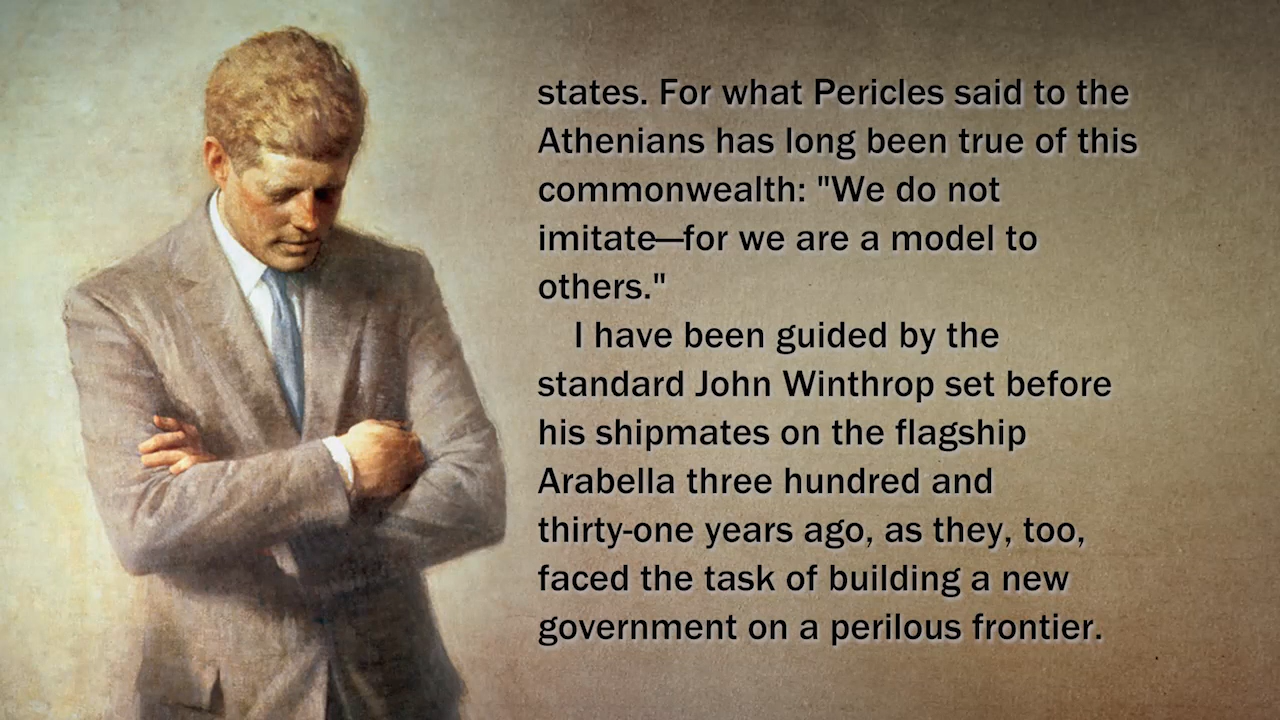 states. For what Pericles said to the
Athenians has long been true of this
commonwealth: "We do not
imitate—for we are a model to
others."
I have been guided by the
standard John Winthrop set before
his shipmates on the flagship
Arabella three hundred and
thirty-one years ago, as they, too,
faced the task of building a new
government on a perilous frontier.